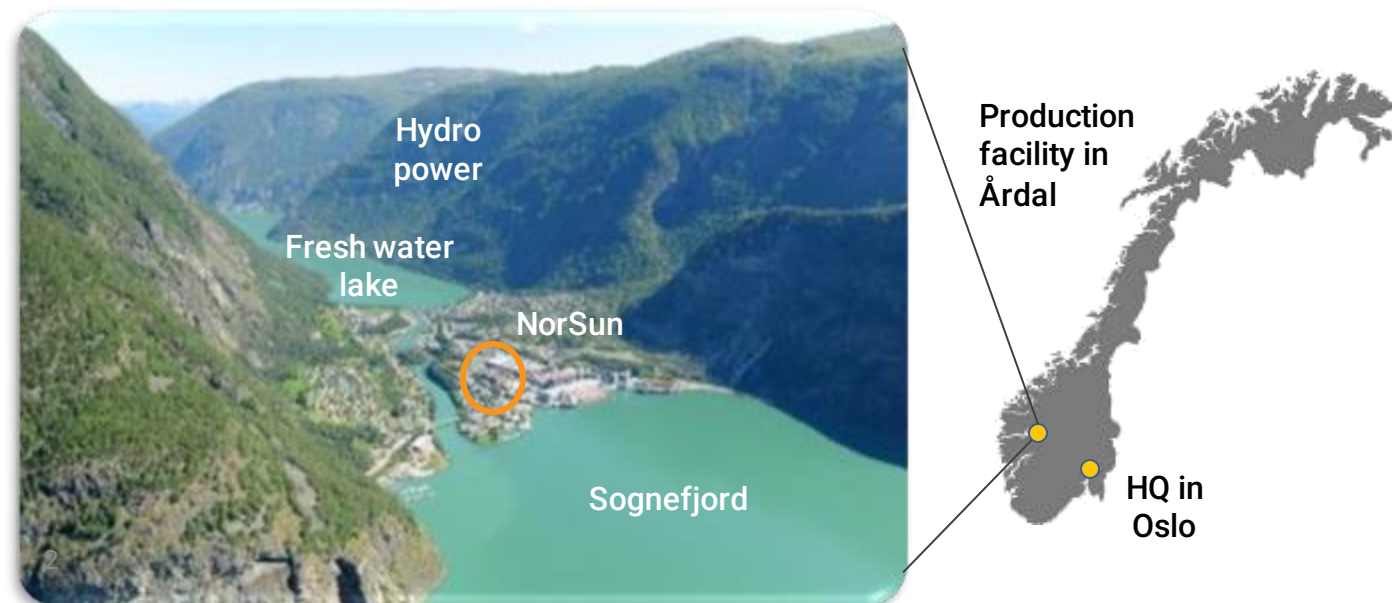 Hydro
power
Fresh water
lake
NorSun
Sognefjord
2
Production
facility in
Årdal
HQ in
Oslo